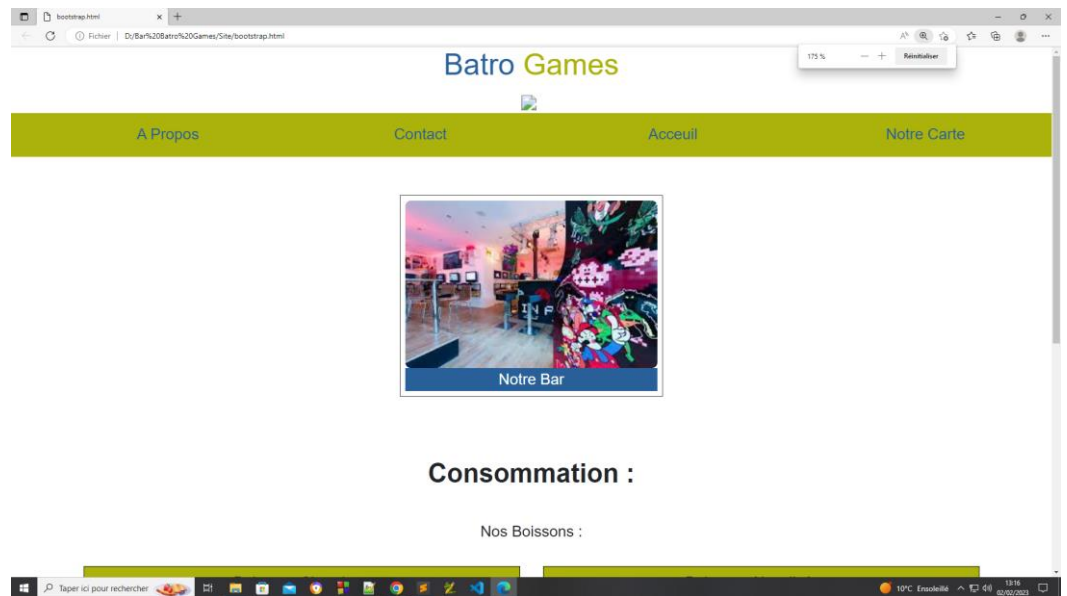 bootstrap.html
Fichier | D:/Bar%20Batro%20Games/Site/bootstrap.html
175 % — + Réinitialiser
Batro Games
A Propos Contact Acceuil Notre Carte
Notre Bar
Consommation :
Nos Boissons :
Taper ici pour rechercher
10°C Ensoleillé
13:16
02/02/2023